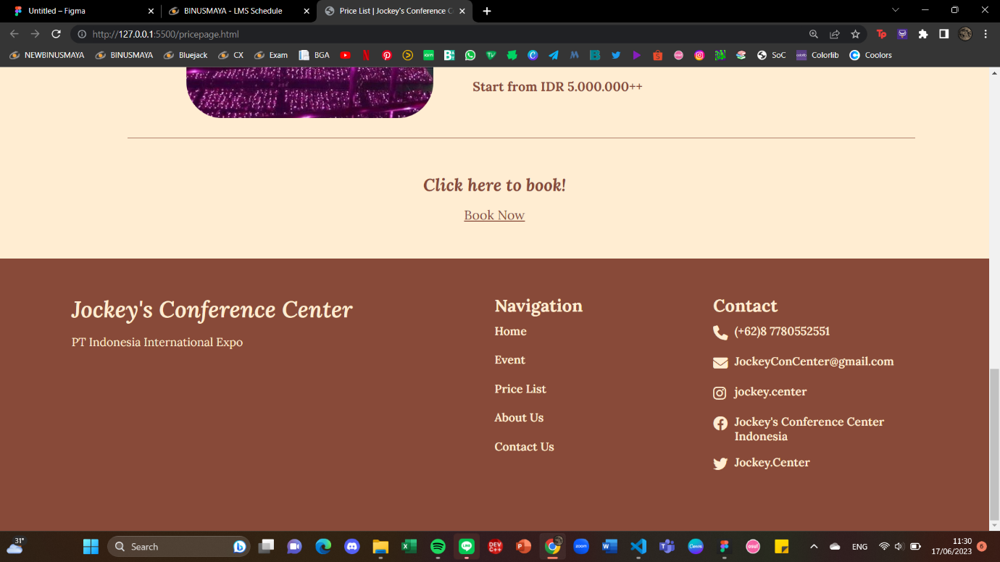 Untitled – Figma
BINUSMAYA - LMS Schedule
Price List | Jockey's Conference C
http://127.0.0.1:5500/pricepage.html
NEWBINUSMAYA
BINUSMAYA
Bluejack
CX
Exam
BGA
SoC
Colorlib
Coolors
Start from IDR 5.000.000++
Click here to book!
Book Now
Jockey's Conference Center
PT Indonesia International Expo
Navigation
Home
Event
Price List
About Us
Contact Us
Contact
(+62)8 7780552551
JockeyConCenter@gmail.com
jockey.center
Jockey's Conference Center
Indonesia
Jockey.Center
31°
Search
DEV
C++
zoom
ENG
11:30
17/06/2023
6